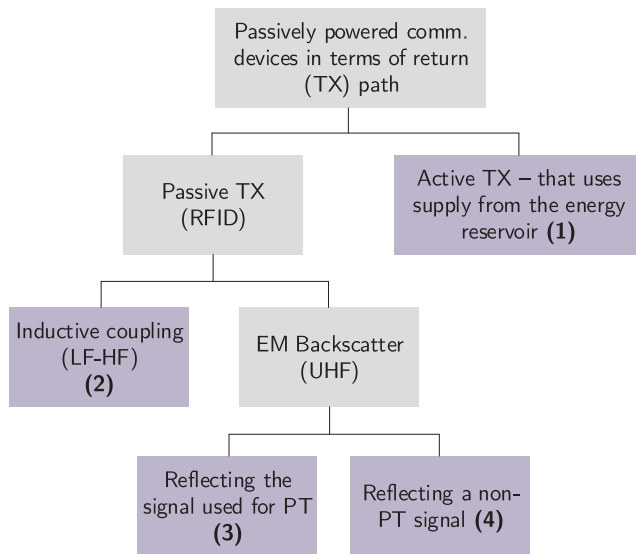 Passively powered comm.
devices in terms of return
(TX) path
Passive TX
(RFID)
Active TX – that uses
supply from the energy
reservoir (1)
Inductive coupling
(LF-HF)
(2)
EM Backscatter
(UHF)
Reflecting the
signal used for PT
(3)
Reflecting a non-
PT signal (4)